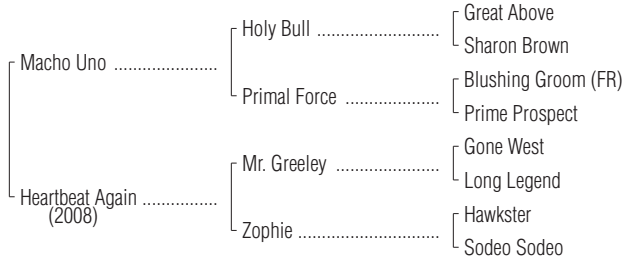 Great Above
Holy Bull ........................
Sharon Brown
Macho Uno .....................
Blushing Groom (FR)
Primal Force ..................
Prime Prospect
Gone West
Mr. Greeley ....................
Long Legend
Heartbeat Again ...............
(2008)
Hawkster
Zophie ...........................
Sodeo Sodeo